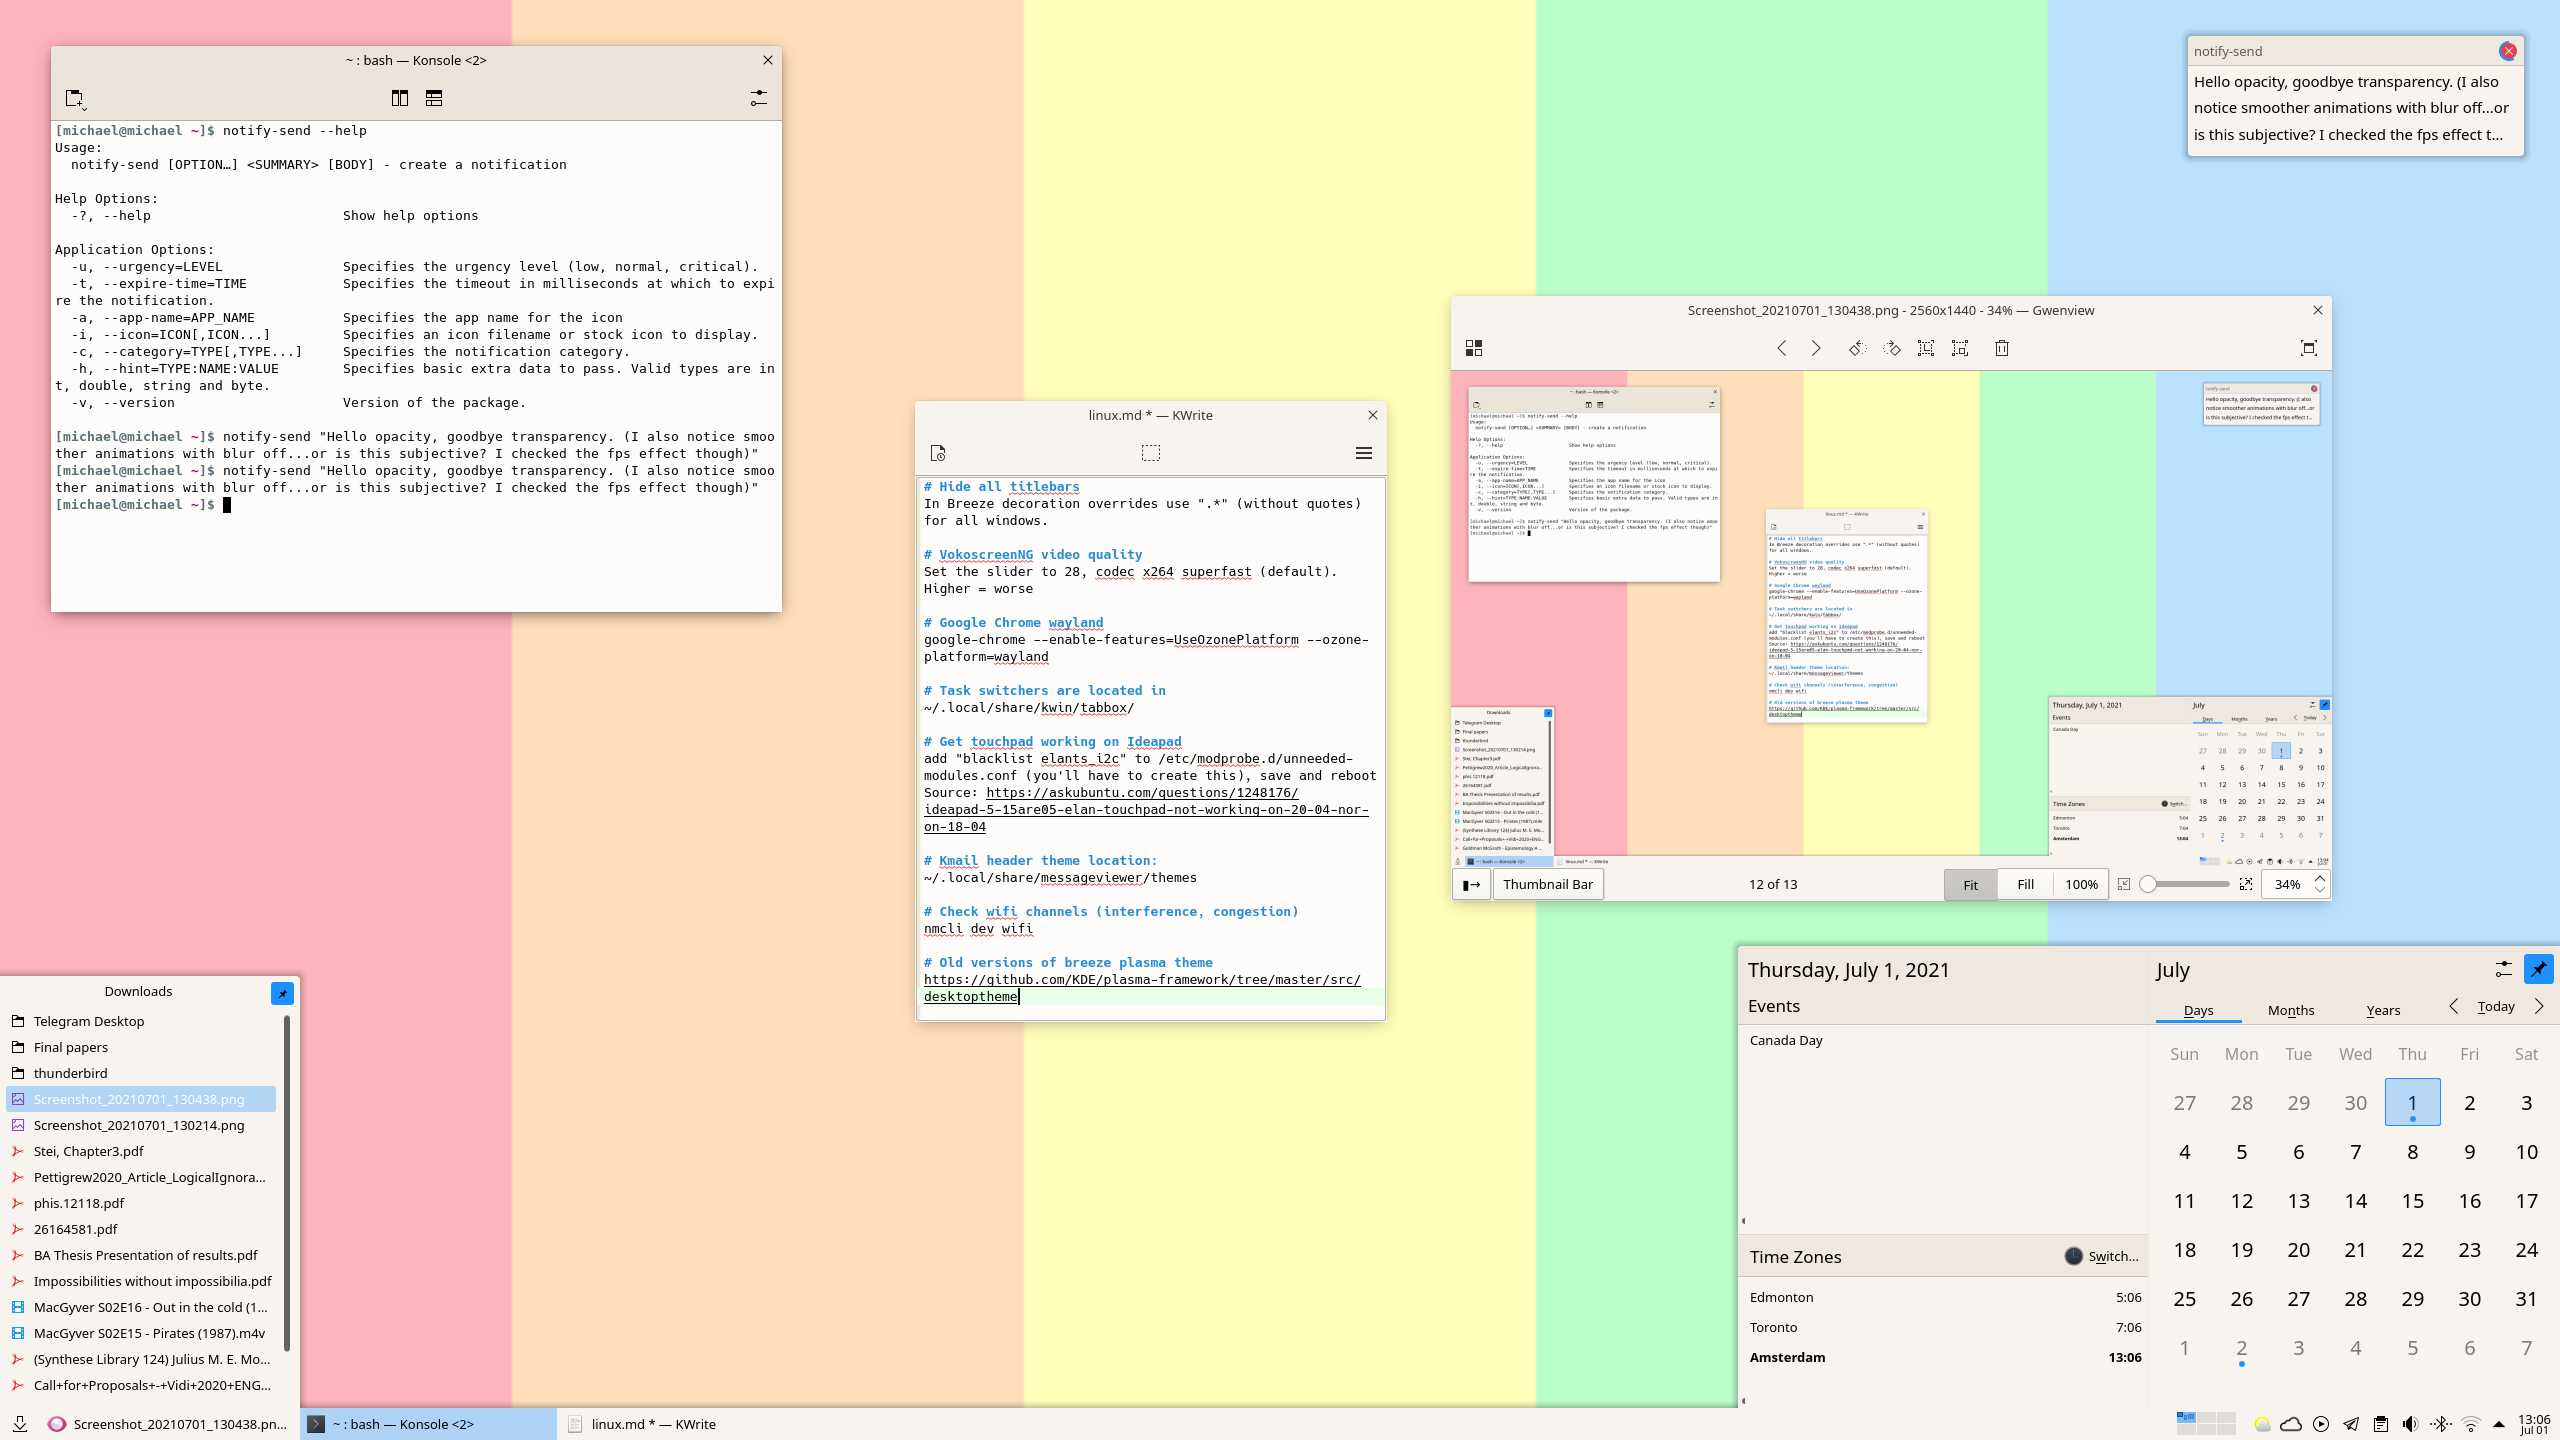 ~ : bash — Konsole <2>
[michael@michael ~]$ notify-send --help
Usage:
notify-send [OPTION…] <SUMMARY> [BODY] - create a notification
Help Options:
-?, --help Show help options
Application Options:
-u, --urgency=LEVEL Specifies the urgency level (low, normal, critical).
-t, --expire-time=TIME Specifies the timeout in milliseconds at which to expi
re the notification.
-a, --app-name=APP_NAME Specifies the app name for the icon
-i, --icon=ICON[,ICON...] Specifies an icon filename or stock icon to display.
-c, --category=TYPE[,TYPE...] Specifies the notification category.
-h, --hint=TYPE:NAME:VALUE Specifies basic extra data to pass. Valid types are in
t, double, string and byte.
-v, --version Version of the package.
[michael@michael ~]$ notify-send "Hello opacity, goodbye transparency. (I also notice smoo
ther animations with blur off...or is this subjective? I checked the fps effect though)"
[michael@michael ~]$ notify-send "Hello opacity, goodbye transparency. (I also notice smoo
ther animations with blur off...or is this subjective? I checked the fps effect though)"
[michael@michael ~]$
notify-send
Hello opacity, goodbye transparency. (I also
notice smoother animations with blur off...or
is this subjective? I checked the fps effect t…
linux.md * — KWrite
# Hide all titlebars
In Breeze decoration overrides use ".*" (without quotes)
for all windows.
# VokoscreenNG video quality
Set the slider to 28, codec x264 superfast (default).
Higher = worse
# Google Chrome wayland
google-chrome --enable-features=UseOzonePlatform --ozone-
platform=wayland
# Task switchers are located in
~/.local/share/kwin/tabbox/
# Get touchpad working on Ideapad
add "blacklist elants_i2c" to /etc/modprobe.d/unneeded-
modules.conf (you'll have to create this), save and reboot
Source: https://askubuntu.com/questions/1248176/
ideapad-5-15are05-elan-touchpad-not-working-on-20-04-nor-
on-18-04
# Kmail header theme location:
~/.local/share/messageviewer/themes
# Check wifi channels (interference, congestion)
nmcli dev wifi
# Old versions of breeze plasma theme
https://github.com/KDE/plasma-framework/tree/master/src/
desktoptheme
Screenshot_20210701_130438.png - 2560x1440 - 34% — Gwenview
Thumbnail Bar
12 of 13
Fit
Fill
100%
34%
Downloads
Telegram Desktop
Final papers
thunderbird
Screenshot_20210701_130438.png
Screenshot_20210701_130214.png
Stei, Chapter3.pdf
Pettigrew2020_Article_LogicalIgnora…
phis.12118.pdf
26164581.pdf
BA Thesis Presentation of results.pdf
Impossibilities without impossibilia.pdf
MacGyver S02E16 - Out in the cold (1…
MacGyver S02E15 - Pirates (1987).m4v
(Synthese Library 124) Julius M. E. Mo…
Call+for+Proposals+-+Vidi+2020+ENG…
Thursday, July 1, 2021
Events
Canada Day
Time Zones Switch…
Edmonton 5:06
Toronto 7:06
Amsterdam 13:06
July
Days Months Years Today
Sun Mon Tue Wed Thu Fri Sat
27 28 29 30 1 2 3
4 5 6 7 8 9 10
11 12 13 14 15 16 17
18 19 20 21 22 23 24
25 26 27 28 29 30 31
1 2 3 4 5 6 7
Screenshot_20210701_130438.pn…
~ : bash — Konsole <2>
linux.md * — KWrite
13:06
Jul 01